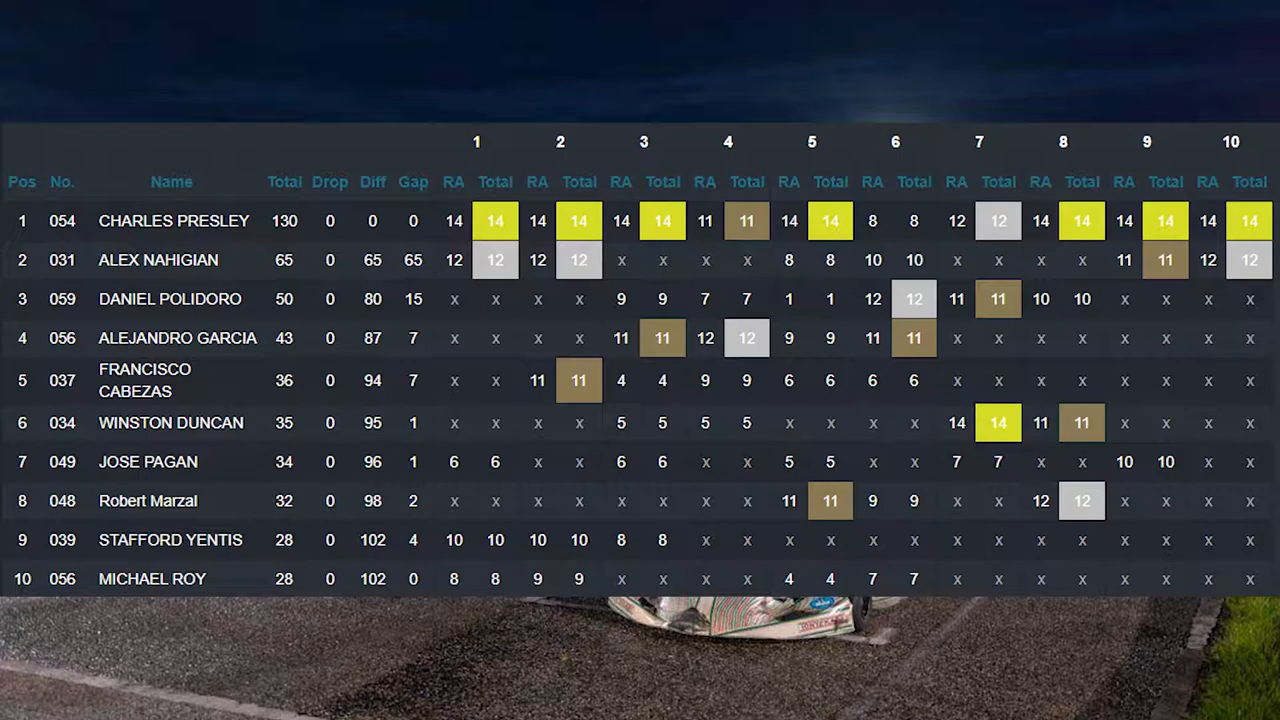 1 2 3 4 5 6 7 8 9 10
Pos No. Name Total Drop Diff Gap RA Total RA Total RA Total RA Total RA Total RA Total RA Total RA Total RA Total RA Total
1 054 CHARLES PRESLEY 130 0 0 0 14 14 14 14 14 14 11 11 14 14 8 8 12 12 14 14 14 14 14 14
2 031 ALEX NAHIGIAN 65 0 65 65 12 12 12 12 x x x x 8 8 10 10 x x x x 11 11 12 12
3 059 DANIEL POLIDORO 50 0 80 15 x x x x 9 9 7 7 1 1 12 12 11 11 10 10 x x x x
4 056 ALEJANDRO GARCIA 43 0 87 7 x x x x 11 11 12 12 9 9 11 11 x x x x x x x x
5 037 FRANCISCO CABEZAS 36 0 94 7 x x 11 11 4 4 9 9 6 6 6 6 x x x x x x x x
6 034 WINSTON DUNCAN 35 0 95 1 x x x x 5 5 5 5 x x x x 14 14 11 11 x x x x
7 049 JOSE PAGAN 34 0 96 1 6 6 x x 6 6 x x 5 5 x x 7 7 x x 10 10 x x
8 048 Robert Marzal 32 0 98 2 x x x x x x x x 11 11 9 9 x x 12 12 x x x x
9 039 STAFFORD YENTIS 28 0 102 4 10 10 10 10 8 8 x x x x x x x x x x x x x x
10 056 MICHAEL ROY 28 0 102 0 8 8 9 9 x x x x 4 4 7 7 x x x x x x x x